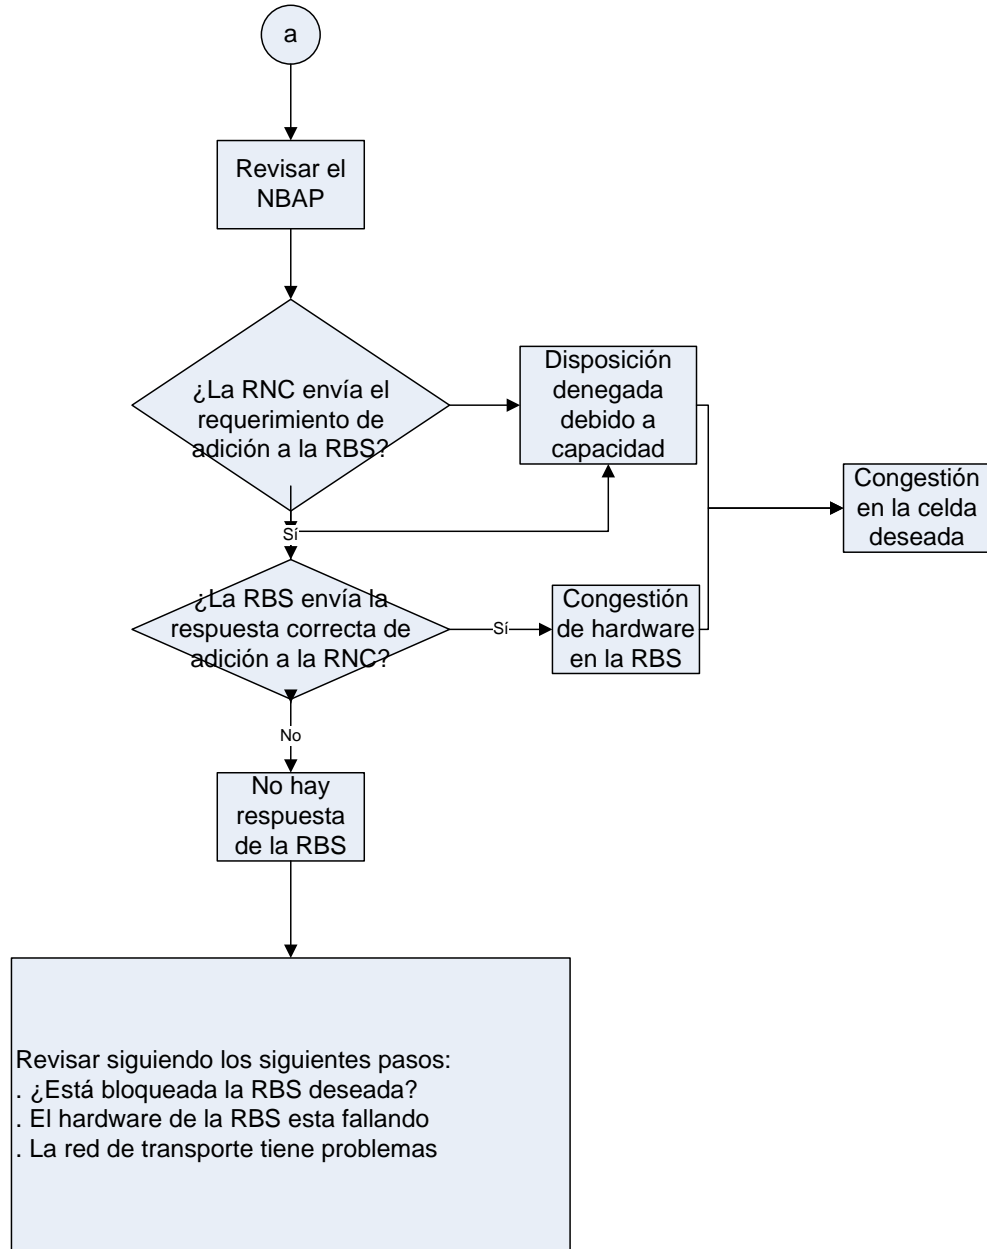 a
Revisar el
NBAP
¿La RNC envía el
requerimiento de
adición a la RBS?
Disposición
denegada
debido a
capacidad
Congestión
en la celda
deseada
Sí
¿La RBS envía la
respuesta correcta de
adición a la RNC?
Sí
Congestión
de hardware
en la RBS
No
No hay
respuesta
de la RBS
Revisar siguiendo los siguientes pasos:
. ¿Está bloqueada la RBS deseada?
. El hardware de la RBS esta fallando
. La red de transporte tiene problemas